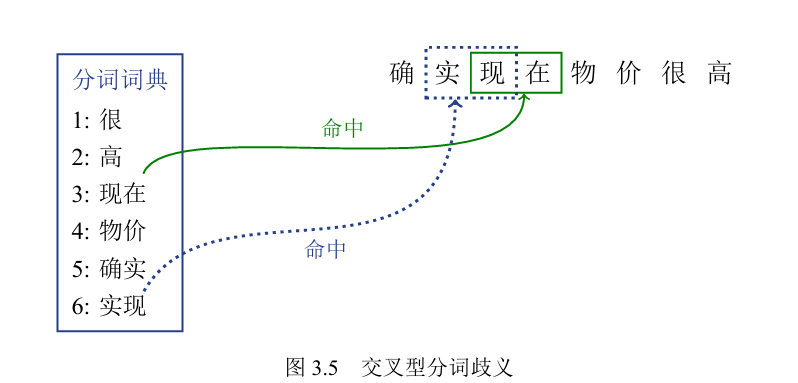 分词词典
1: 很
2: 高
3: 现在
4: 物价
5: 确实
6: 实现
确 实 现 在 物 价 很 高
命中
命中
图 3.5 交叉型分词歧义